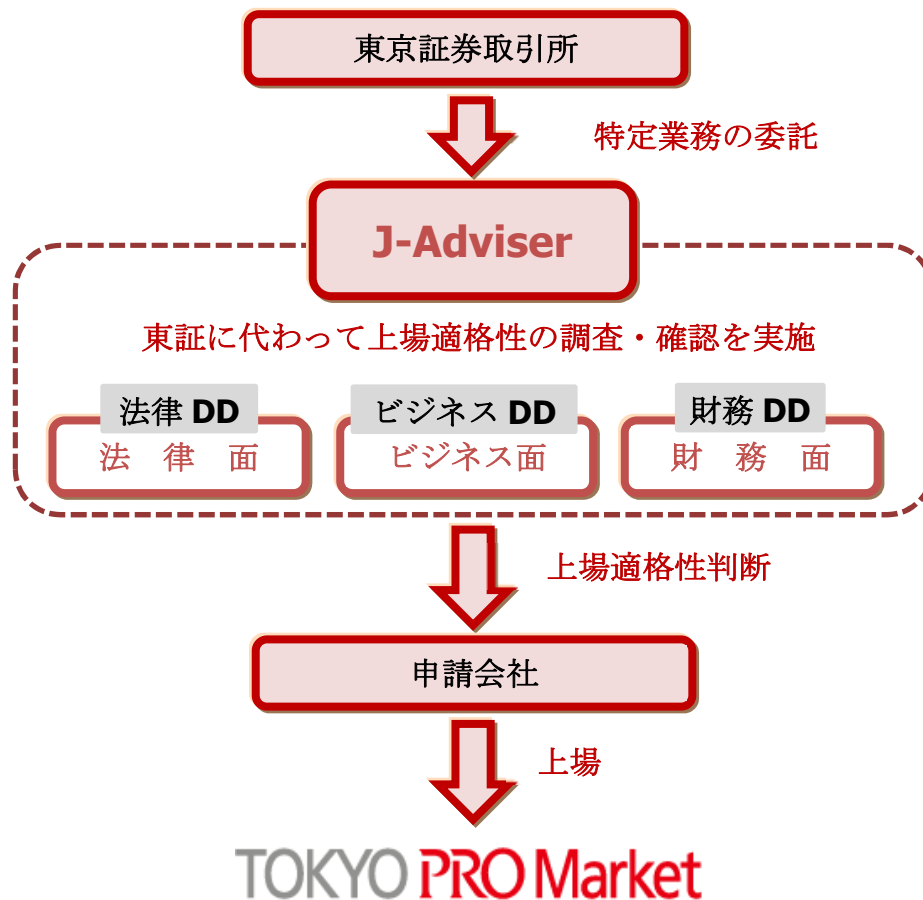 東京証券取引所
特定業務の委託
J-Adviser
東証に代わって上場適格性の調査・確認を実施
法律 DD
法 律 面
ビジネス DD
ビジネス面
財務 DD
財 務 面
上場適格性判断
申請会社
上場
TOKYO PRO Market